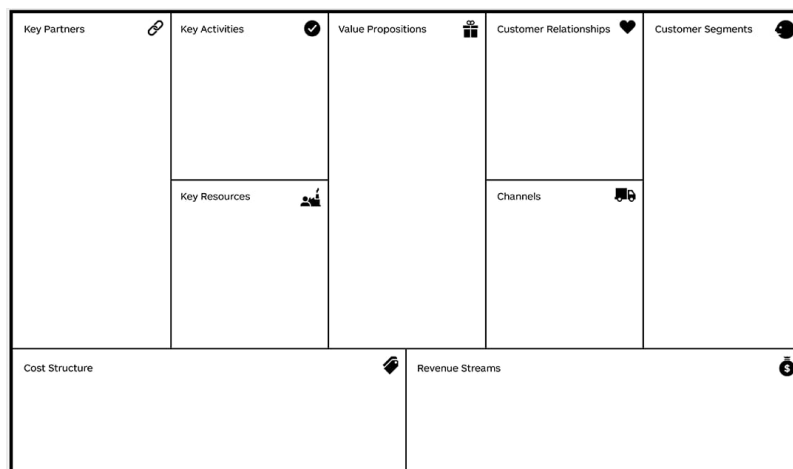 Key Partners
Key Activities
Value Propositions
Customer Relationships
Customer Segments
Key Resources
Channels
Cost Structure
Revenue Streams
$